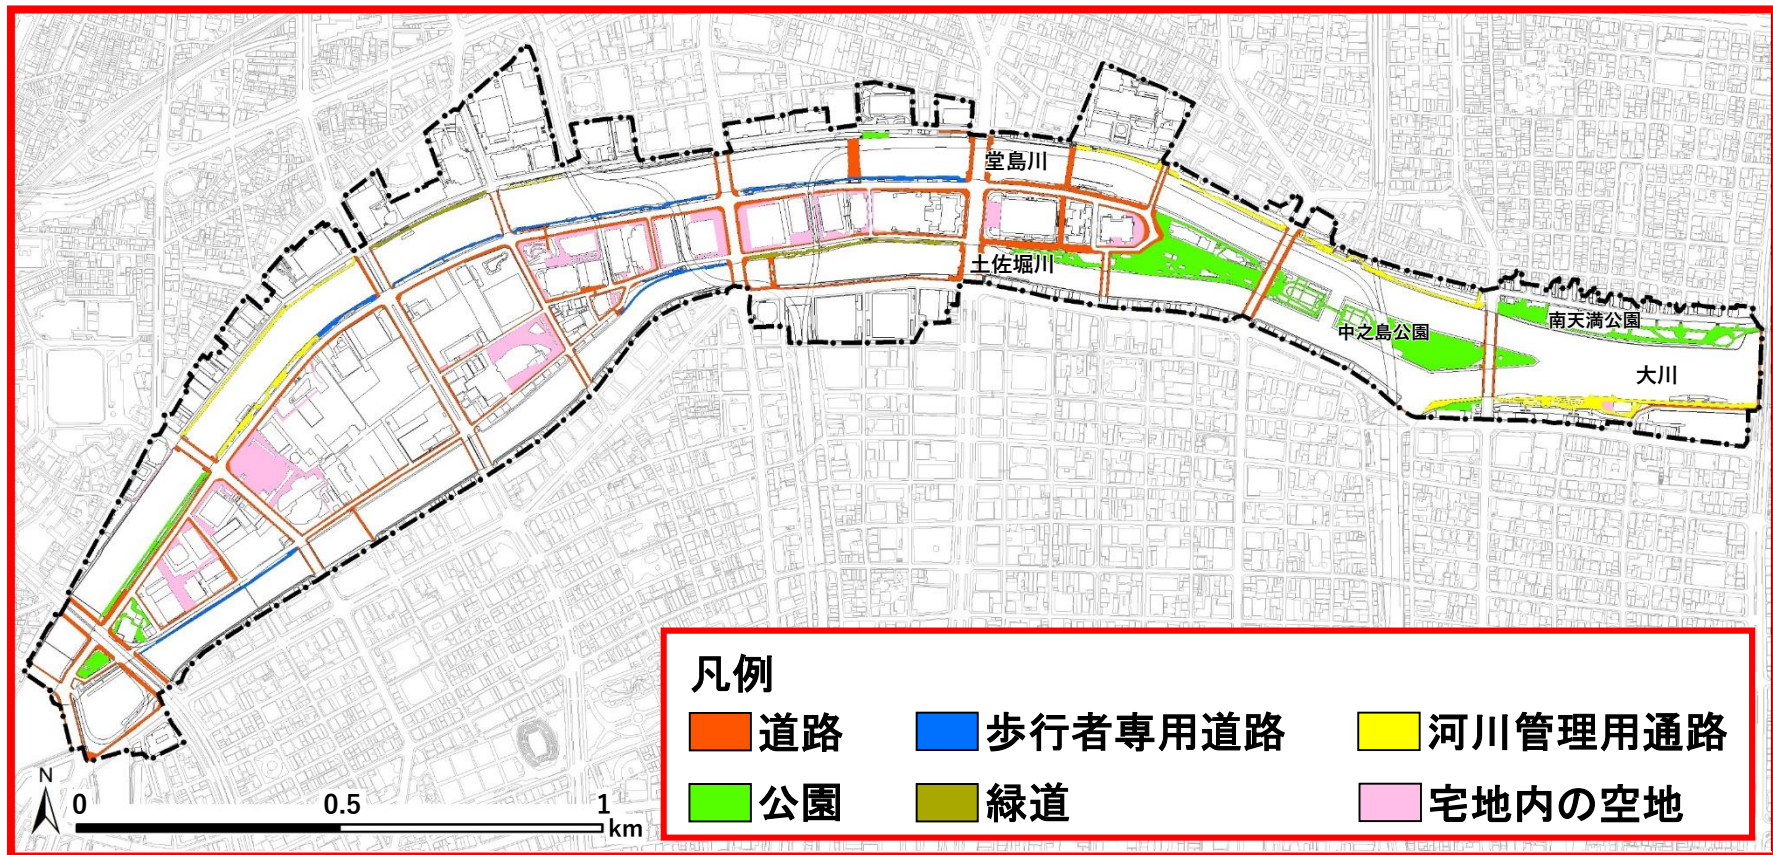 堂島川
土佐堀川
中之島公園
南天満公園
大川
凡例
道路
歩行者専用道路
河川管理用通路
公園
緑道
宅地内の空地
N
0 0.5 1
km